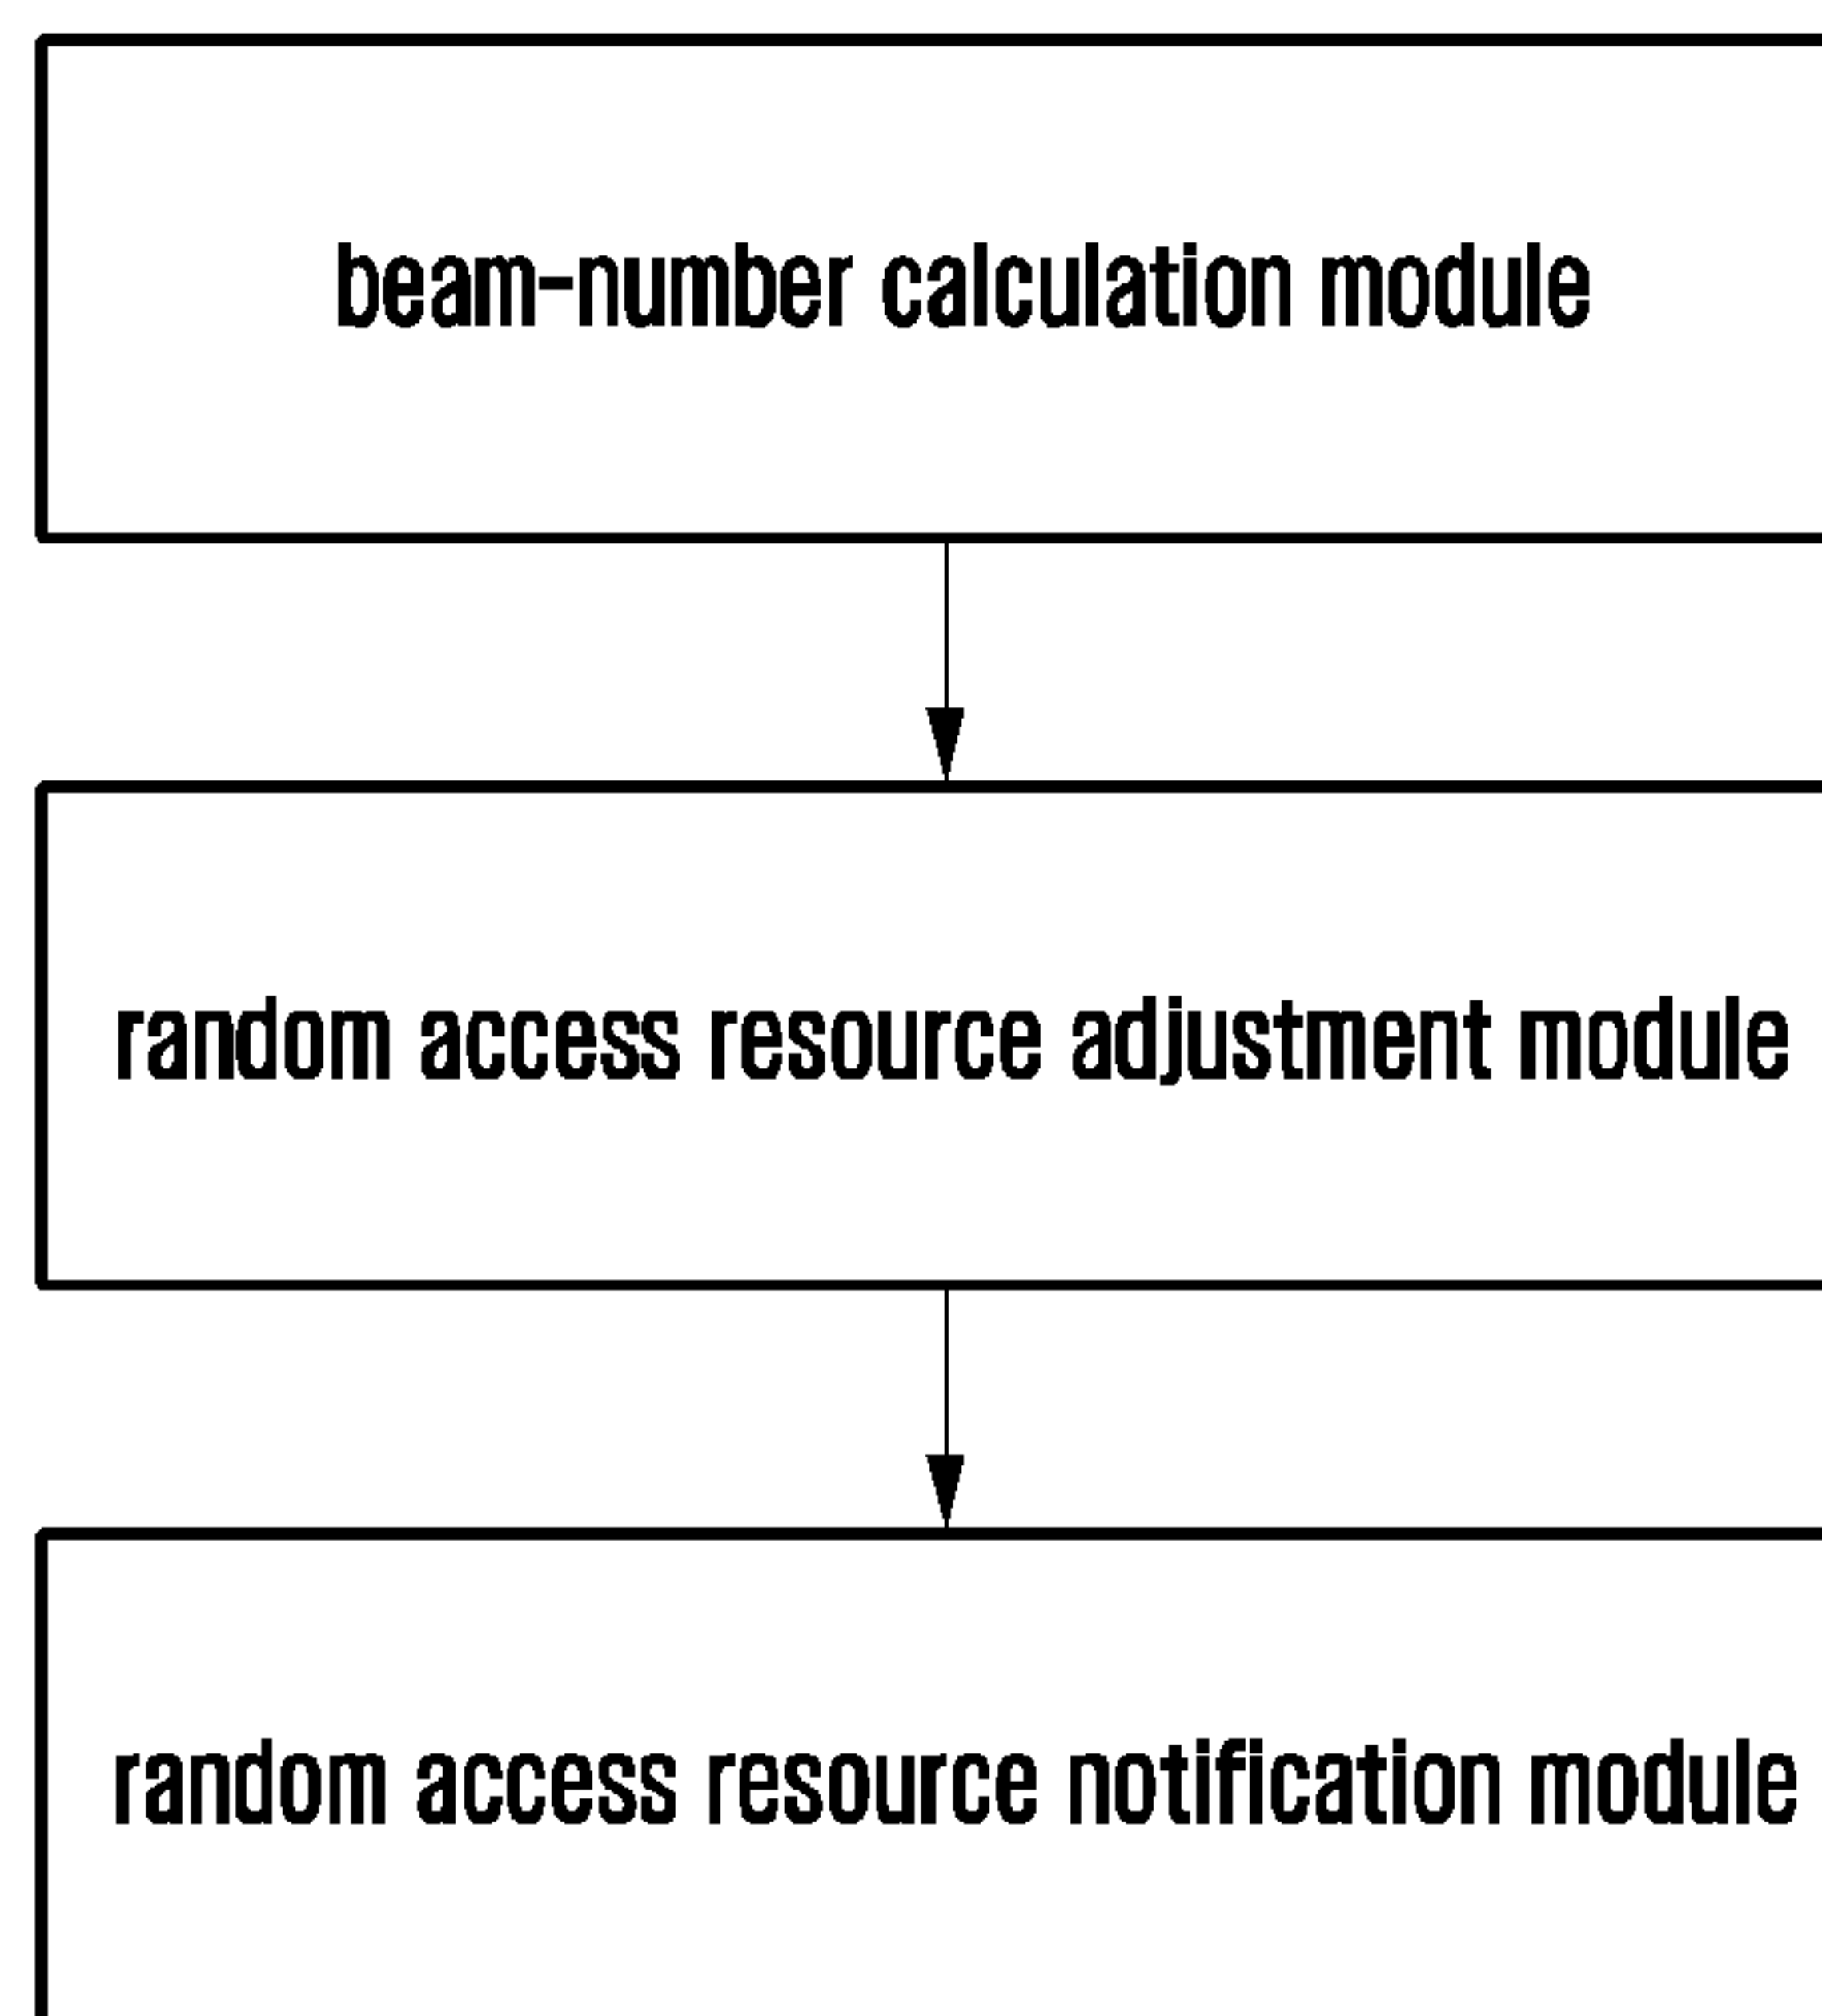 beam-number calculation module
random access resource adjustment module
random access resource notification module